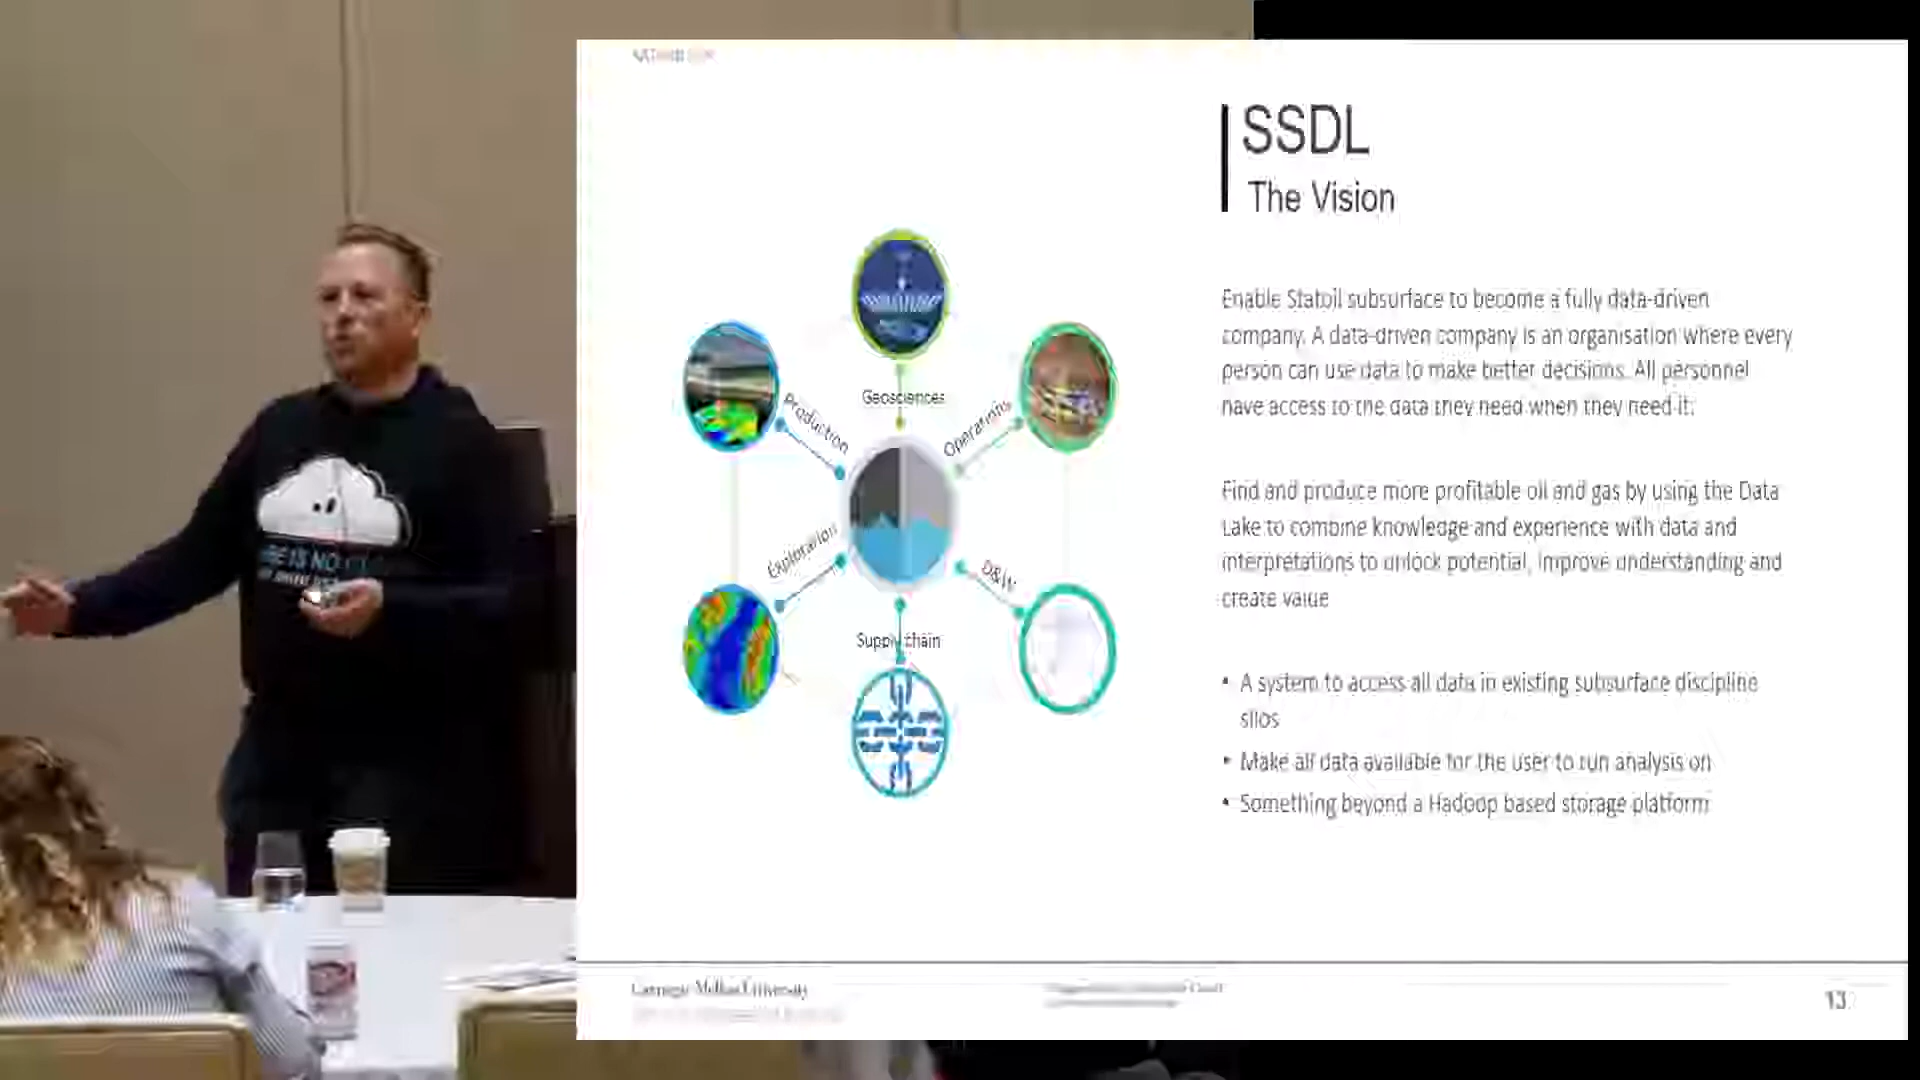 SSDL
The Vision
Enable Statoil subsurface to become a fully data-driven
company. A data-driven company is an organisation where every
person can use data to make better decisions. All personnel
have access to the data they need when they need it.
Find and produce more profitable oil and gas by using the Data
Lake to combine knowledge and experience with data and
interpretations to unlock potential, improve understanding and
create value
• A system to access all data in existing subsurface discipline
silos
• Make all data available for the user to run analysis on
• Something beyond a Hadoop based storage platform
Geosciences
Production
Operations
Exploration
D&W
Supply chain
IS NO
Carnegie Mellon University
13